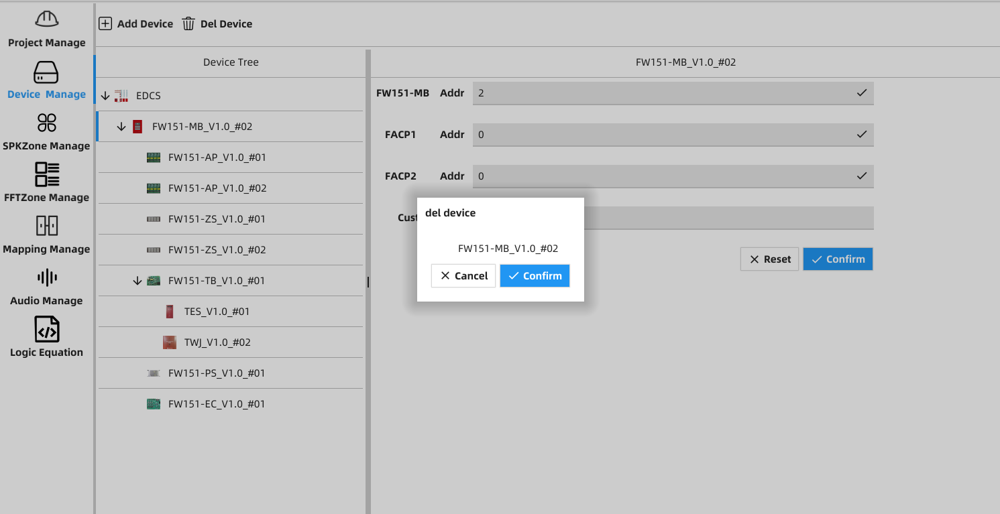 Project Manage
Device Manage
SPKZone Manage
FFTZone Manage
Mapping Manage
Audio Manage
Logic Equation
Add Device
Del Device
Device Tree
EDCS
FW151-MB_V1.0_#02
FW151-AP_V1.0_#01
FW151-AP_V1.0_#02
FW151-ZS_V1.0_#01
FW151-ZS_V1.0_#02
FW151-TB_V1.0_#01
TES_V1.0_#01
TWJ_V1.0_#02
FW151-PS_V1.0_#01
FW151-EC_V1.0_#01
FW151-MB_V1.0_#02
FW151-MB Addr 2
FACP1 Addr 0
FACP2 Addr 0
Cust
Reset Confirm
del device
FW151-MB_V1.0_#02
Cancel Confirm